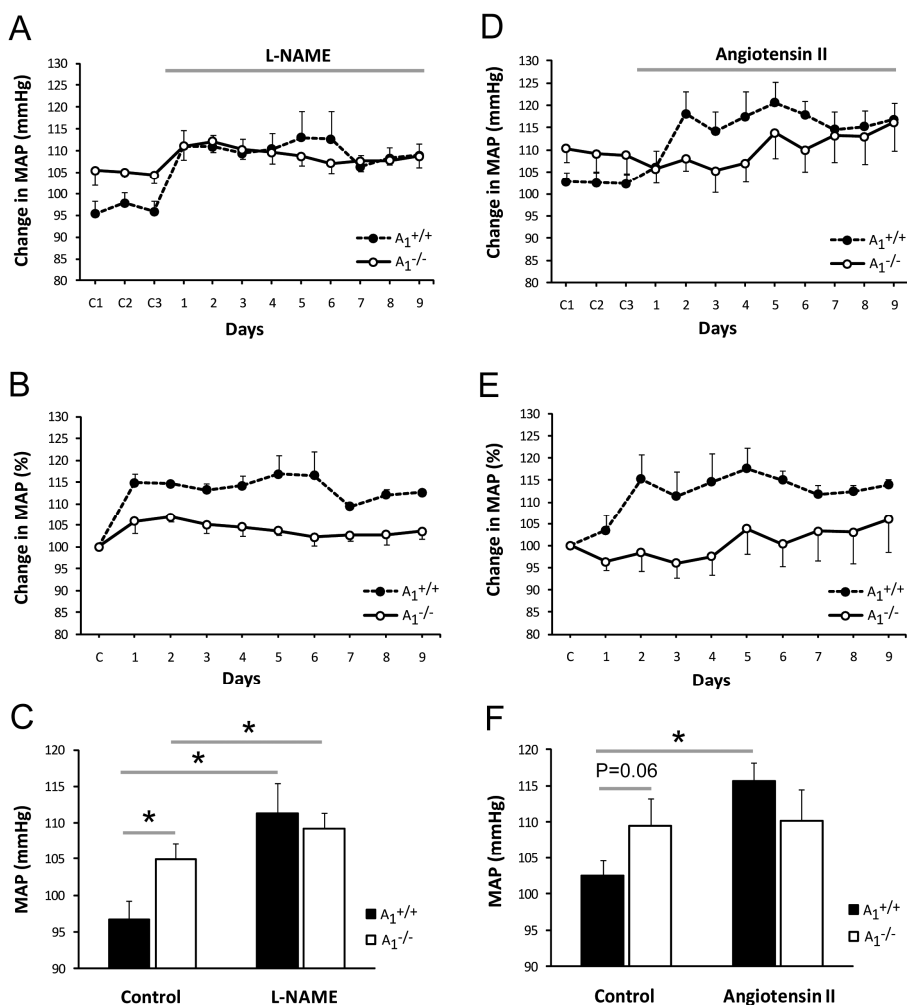 A
L-NAME
Change in MAP (mmHg)
130
125
120
115
110
105
100
95
90
85
80
A1+/+
A1-/-
C1 C2 C3 1 2 3 4 5 6 7 8 9
Days
D
Angiotensin II
Change in MAP (mmHg)
130
125
120
115
110
105
100
95
90
85
80
A1+/+
A1-/-
C1 C2 C3 1 2 3 4 5 6 7 8 9
Days
B
Change in MAP (%)
130
125
120
115
110
105
100
95
90
85
80
A1+/+
A1-/-
C 1 2 3 4 5 6 7 8 9
Days
E
Change in MAP (%)
130
125
120
115
110
105
100
95
90
85
80
A1+/+
A1-/-
C 1 2 3 4 5 6 7 8 9
Days
C
MAP (mmHg)
120
115
110
105
100
95
90
*
*
*
A1+/+
A1-/-
Control L-NAME
F
MAP (mmHg)
120
115
110
105
100
95
90
*
P=0.06
A1+/+
A1-/-
Control Angiotensin II